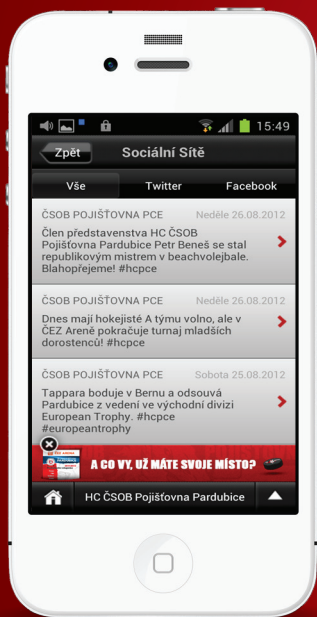 15:49
Zpět
Sociální Sítě
Vše
Twitter
Facebook
ČSOB POJIŠŤOVNA PCE
Neděle 26.08.2012
Člen představenstva HC ČSOB
Pojišťovna Pardubice Petr Beneš se stal
republikovým mistrem v beachvolejbale.
Blahopřejeme! #hcpce
ČSOB POJIŠŤOVNA PCE
Neděle 26.08.2012
Dnes mají hokejisté A týmu volno, ale v
ČEZ Areně pokračuje turnaj mladších
dorostenců! #hcpce
ČSOB POJIŠŤOVNA PCE
Sobota 25.08.2012
Tappara boduje v Bernu a odsouvá
Pardubice z vedení ve východní divizi
European Trophy. #hcpce
#europeantrophy
A CO VY, UŽ MÁTE SVOJE MÍSTO?
HC ČSOB Pojišťovna Pardubice